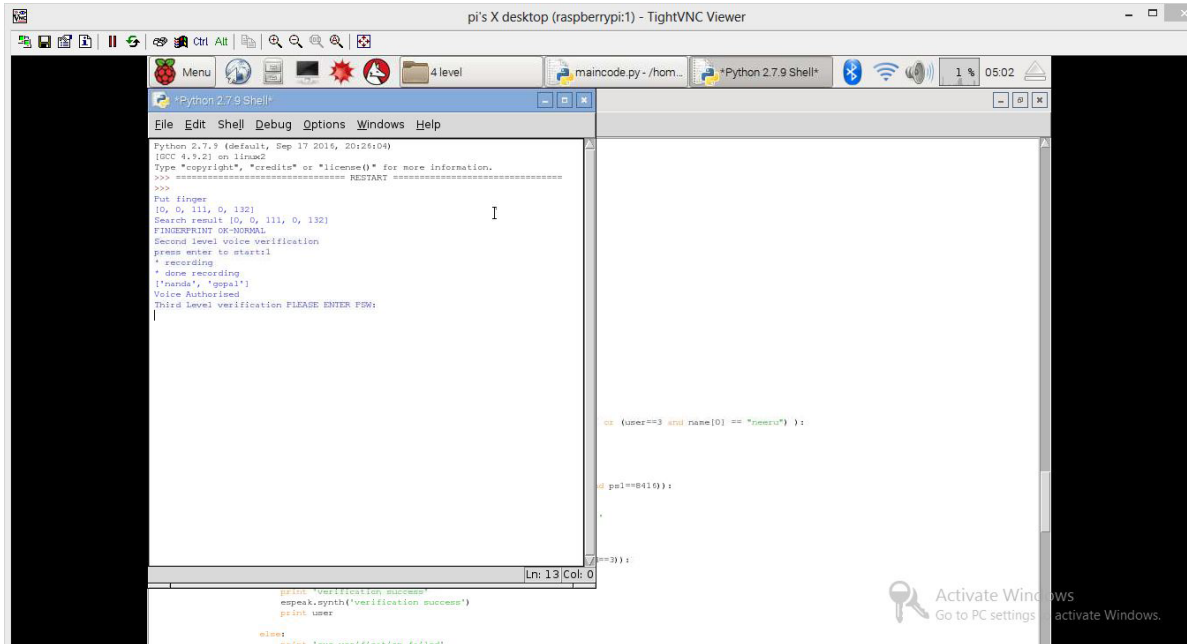 pi's X desktop (raspberrypi:1) - TightVNC Viewer
Ctrl Alt
Menu 4 level maincode.py - /hom... *Python 2.7.9 Shell* 1 % 05:02
*Python 2.7.9 Shell*
File Edit Shell Debug Options Windows Help
Python 2.7.9 (default, Sep 17 2016, 20:26:04)
[GCC 4.9.2] on linux2
Type "copyright", "credits" or "license()" for more information.
>>> ================================ RESTART ================================
>>>
Put finger
[0, 0, 111, 0, 132]
Search result [0, 0, 111, 0, 132]
FINGERPRINT OK-NORMAL
Second level voice verification
press enter to start:1
* recording
* done recording
['nanda', 'gopal']
Voice Authorised
Third Level verification PLEASE ENTER PSW:
or (user==3 and name[0] == "neeru") ):
ps1==8416)):
==3)):
Ln: 13 Col: 0
print 'verification success'
espeak.synth('verification success')
print user
else:
Activate Windows
Go to PC settings activate Windows.